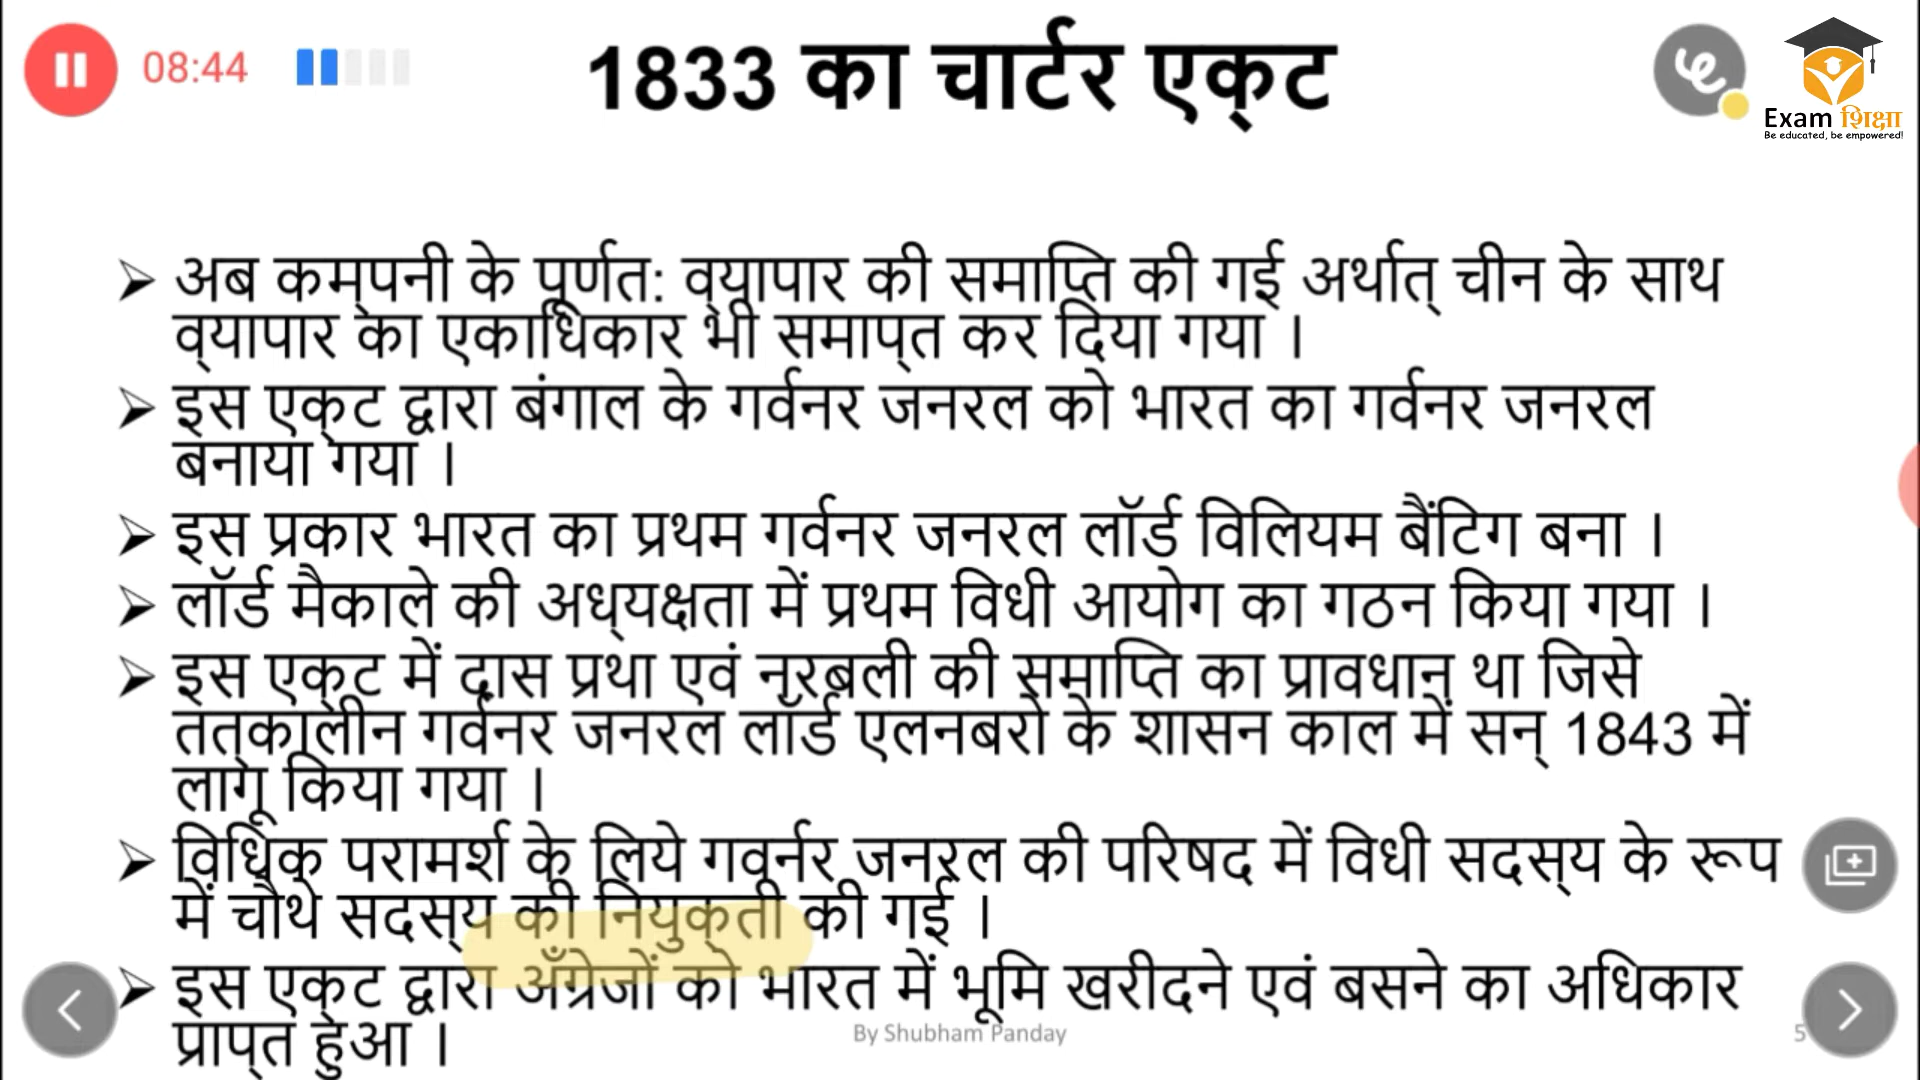 08:44
1833 का चार्टर एक्ट
Exam शिक्षा
Be educated, be empowered!
➢ अब कम्पनी के पूर्णत: व्यापार की समाप्ति की गई अर्थात् चीन के साथ
व्यापार का एकाधिकार भी समाप्त कर दिया गया ।
➢ इस एक्ट द्वारा बंगाल के गर्वनर जनरल को भारत का गर्वनर जनरल
बनाया गया ।
➢ इस प्रकार भारत का प्रथम गर्वनर जनरल लॉर्ड विलियम बैंटिग बना ।
➢ लॉर्ड मैकाले की अध्यक्षता में प्रथम विधी आयोग का गठन किया गया ।
➢ इस एक्ट में दास प्रथा एवं नरबली की समाप्ति का प्रावधान था जिसे
तत्कालीन गर्वनर जनरल लॉर्ड एलनबरो के शासन काल में सन् 1843 में
लागू किया गया ।
➢ विधिक परामर्श के लिये गवर्नर जनरल की परिषद में विधी सदस्य के रूप
में चौथे सदस्य की नियुक्ती की गई ।
➢ इस एक्ट द्वारा अँग्रेजों को भारत में भूमि खरीदने एवं बसने का अधिकार
प्राप्त हुआ ।
By Shubham Panday
5